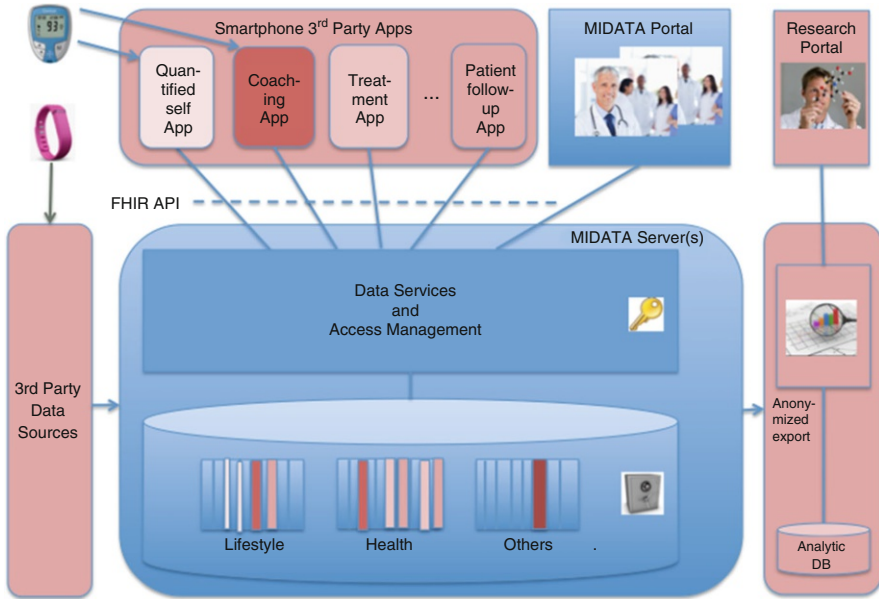 Smartphone 3rd Party Apps
MIDATA Portal
Research
Portal
93
Quan-
tified
self
App
Coach-
ing
App
Treat-
ment
App
...
Patient
follow-
up
App
FHIR API
MIDATA Server(s)
Data Services
and
Access Management
3rd Party
Data
Sources
Anony-
mized
export
Lifestyle
Health
Others
.
Analytic
DB